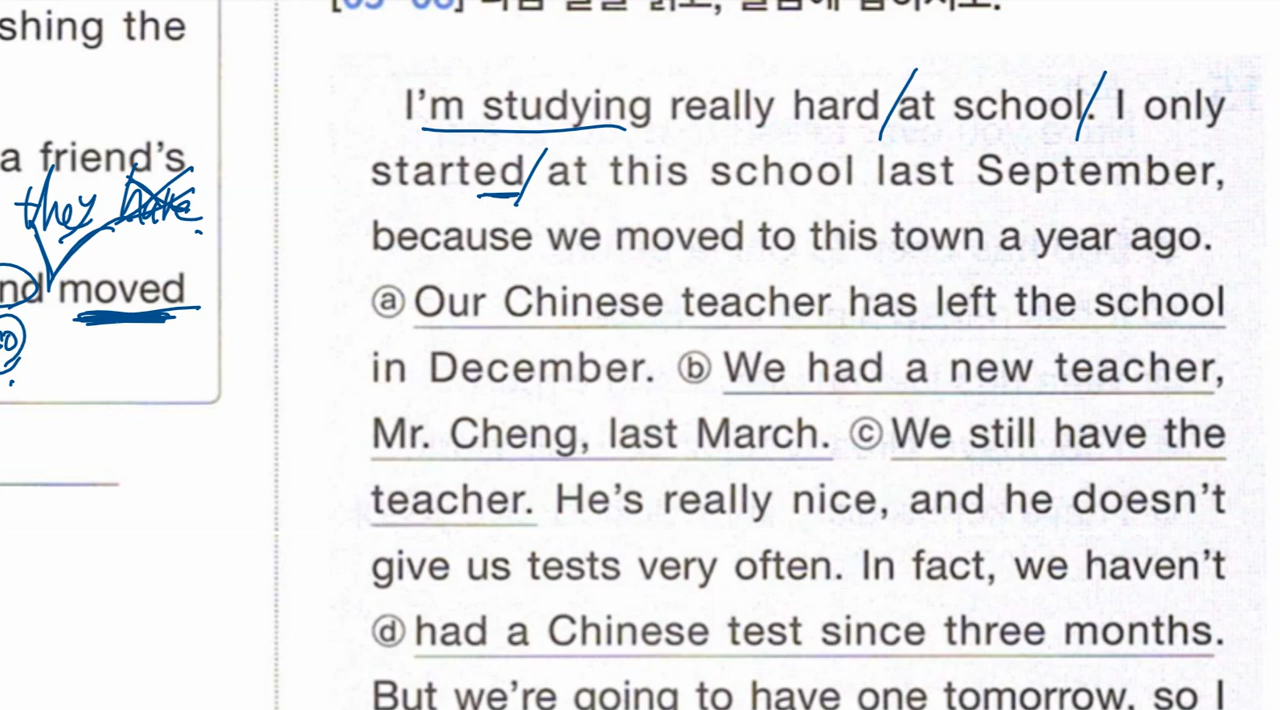 shing the
a friend's
they have
nd moved
I'm studying really hard at school. I only
started at this school last September,
because we moved to this town a year ago.
ⓐ Our Chinese teacher has left the school
in December. ⓑ We had a new teacher,
Mr. Cheng, last March. ⓒ We still have the
teacher. He's really nice, and he doesn't
give us tests very often. In fact, we haven't
ⓓ had a Chinese test since three months.
But we're going to have one tomorrow, so I